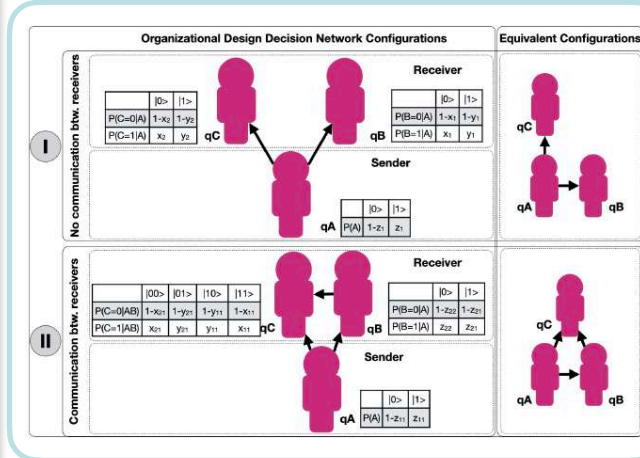 Organizational Design Decision Network Configurations
Equivalent Configurations
I
No communication btw. receivers
Receiver
|0> |1>
P(C=0|A) 1-x₂ 1-y₂
P(C=1|A) x₂ y₂
qC
qB
|0> |1>
P(B=0|A) 1-x₁ 1-y₁
P(B=1|A) x₁ y₁
Sender
qA
|0> |1>
P(A) 1-z₁ z₁
qC
qA
qB
II
Communication btw. receivers
Receiver
|00> |01> |10> |11>
P(C=0|AB) 1-x₂₁ 1-y₂₁ 1-y₁₁ 1-x₁₁
P(C=1|AB) x₂₁ y₂₁ y₁₁ x₁₁
qC
qB
|0> |1>
P(B=0|A) 1-z₂₂ 1-z₂₁
P(B=1|A) z₂₂ z₂₁
Sender
qA
|0> |1>
P(A) 1-z₁₁ z₁₁
qC
qA
qB